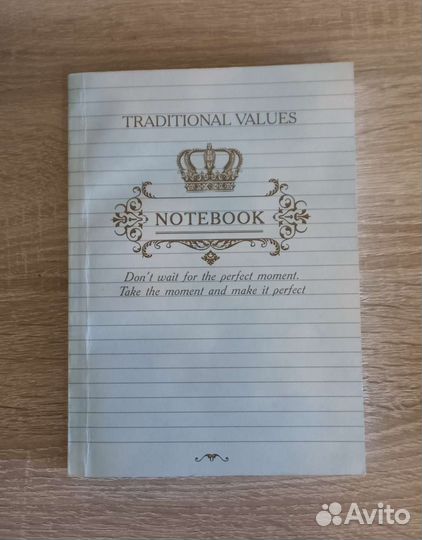 TRADITIONAL VALUES
NOTEBOOK
Don't wait for the perfect moment.
Take the moment and make it perfect
Avito